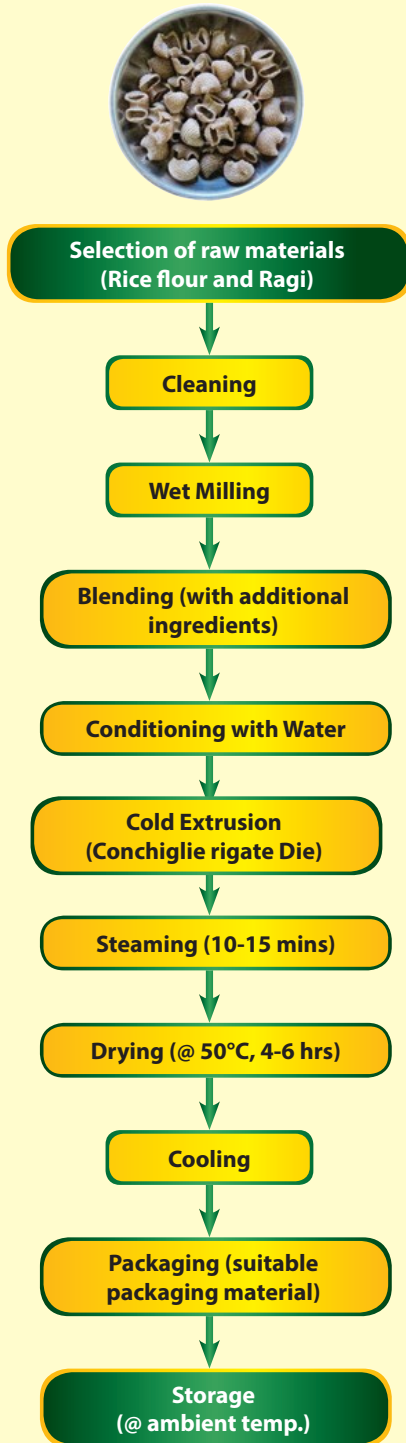 Selection of raw materials
(Rice flour and Ragi)
Cleaning
Wet Milling
Blending (with additional
ingredients)
Conditioning with Water
Cold Extrusion
(Conchiglie rigate Die)
Steaming (10-15 mins)
Drying (@ 50°C, 4-6 hrs)
Cooling
Packaging (suitable
packaging material)
Storage
(@ ambient temp.)